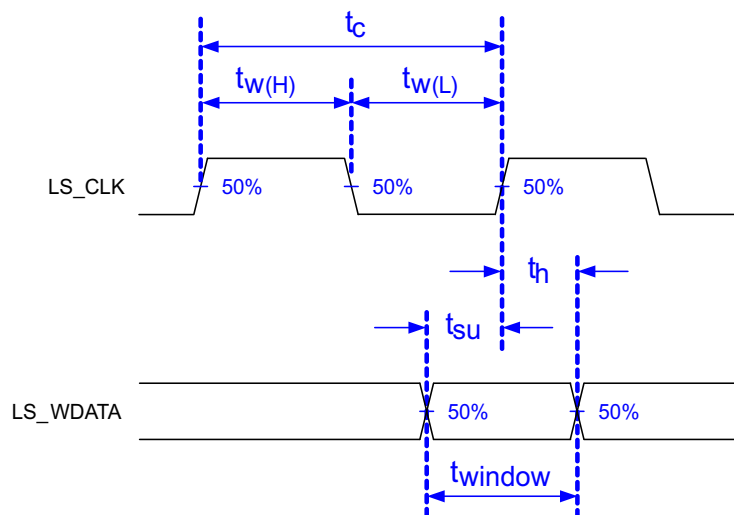 tc
tw(H) tw(L)
LS_CLK 50% 50% 50%
th
tsu
LS_WDATA 50% 50%
twindow